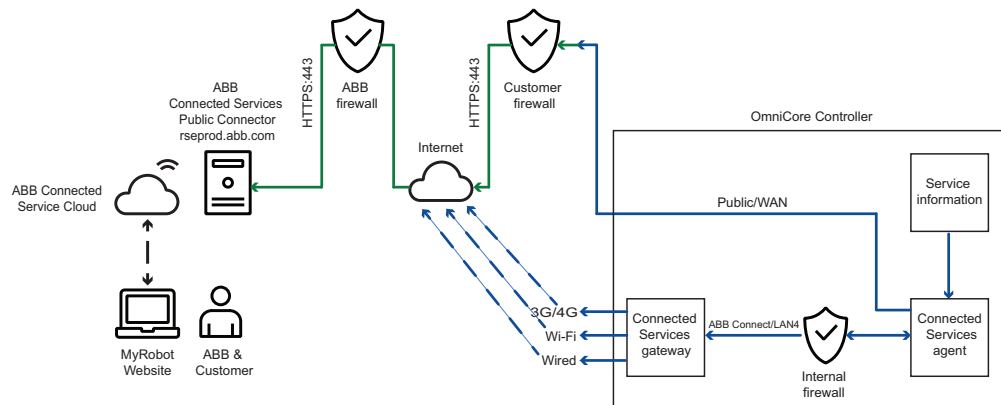 ABB
Connected Services
Public Connector
rseprod.abb.com
HTTPS:443
ABB
firewall
HTTPS:443
Customer
firewall
Internet
OmniCore Controller
ABB Connected
Service Cloud
Public/WAN
Service
information
MyRobot
Website
ABB &
Customer
3G/4G
Wi-Fi
Wired
Connected
Services
gateway
ABB Connect/LAN4
Internal
firewall
Connected
Services
agent